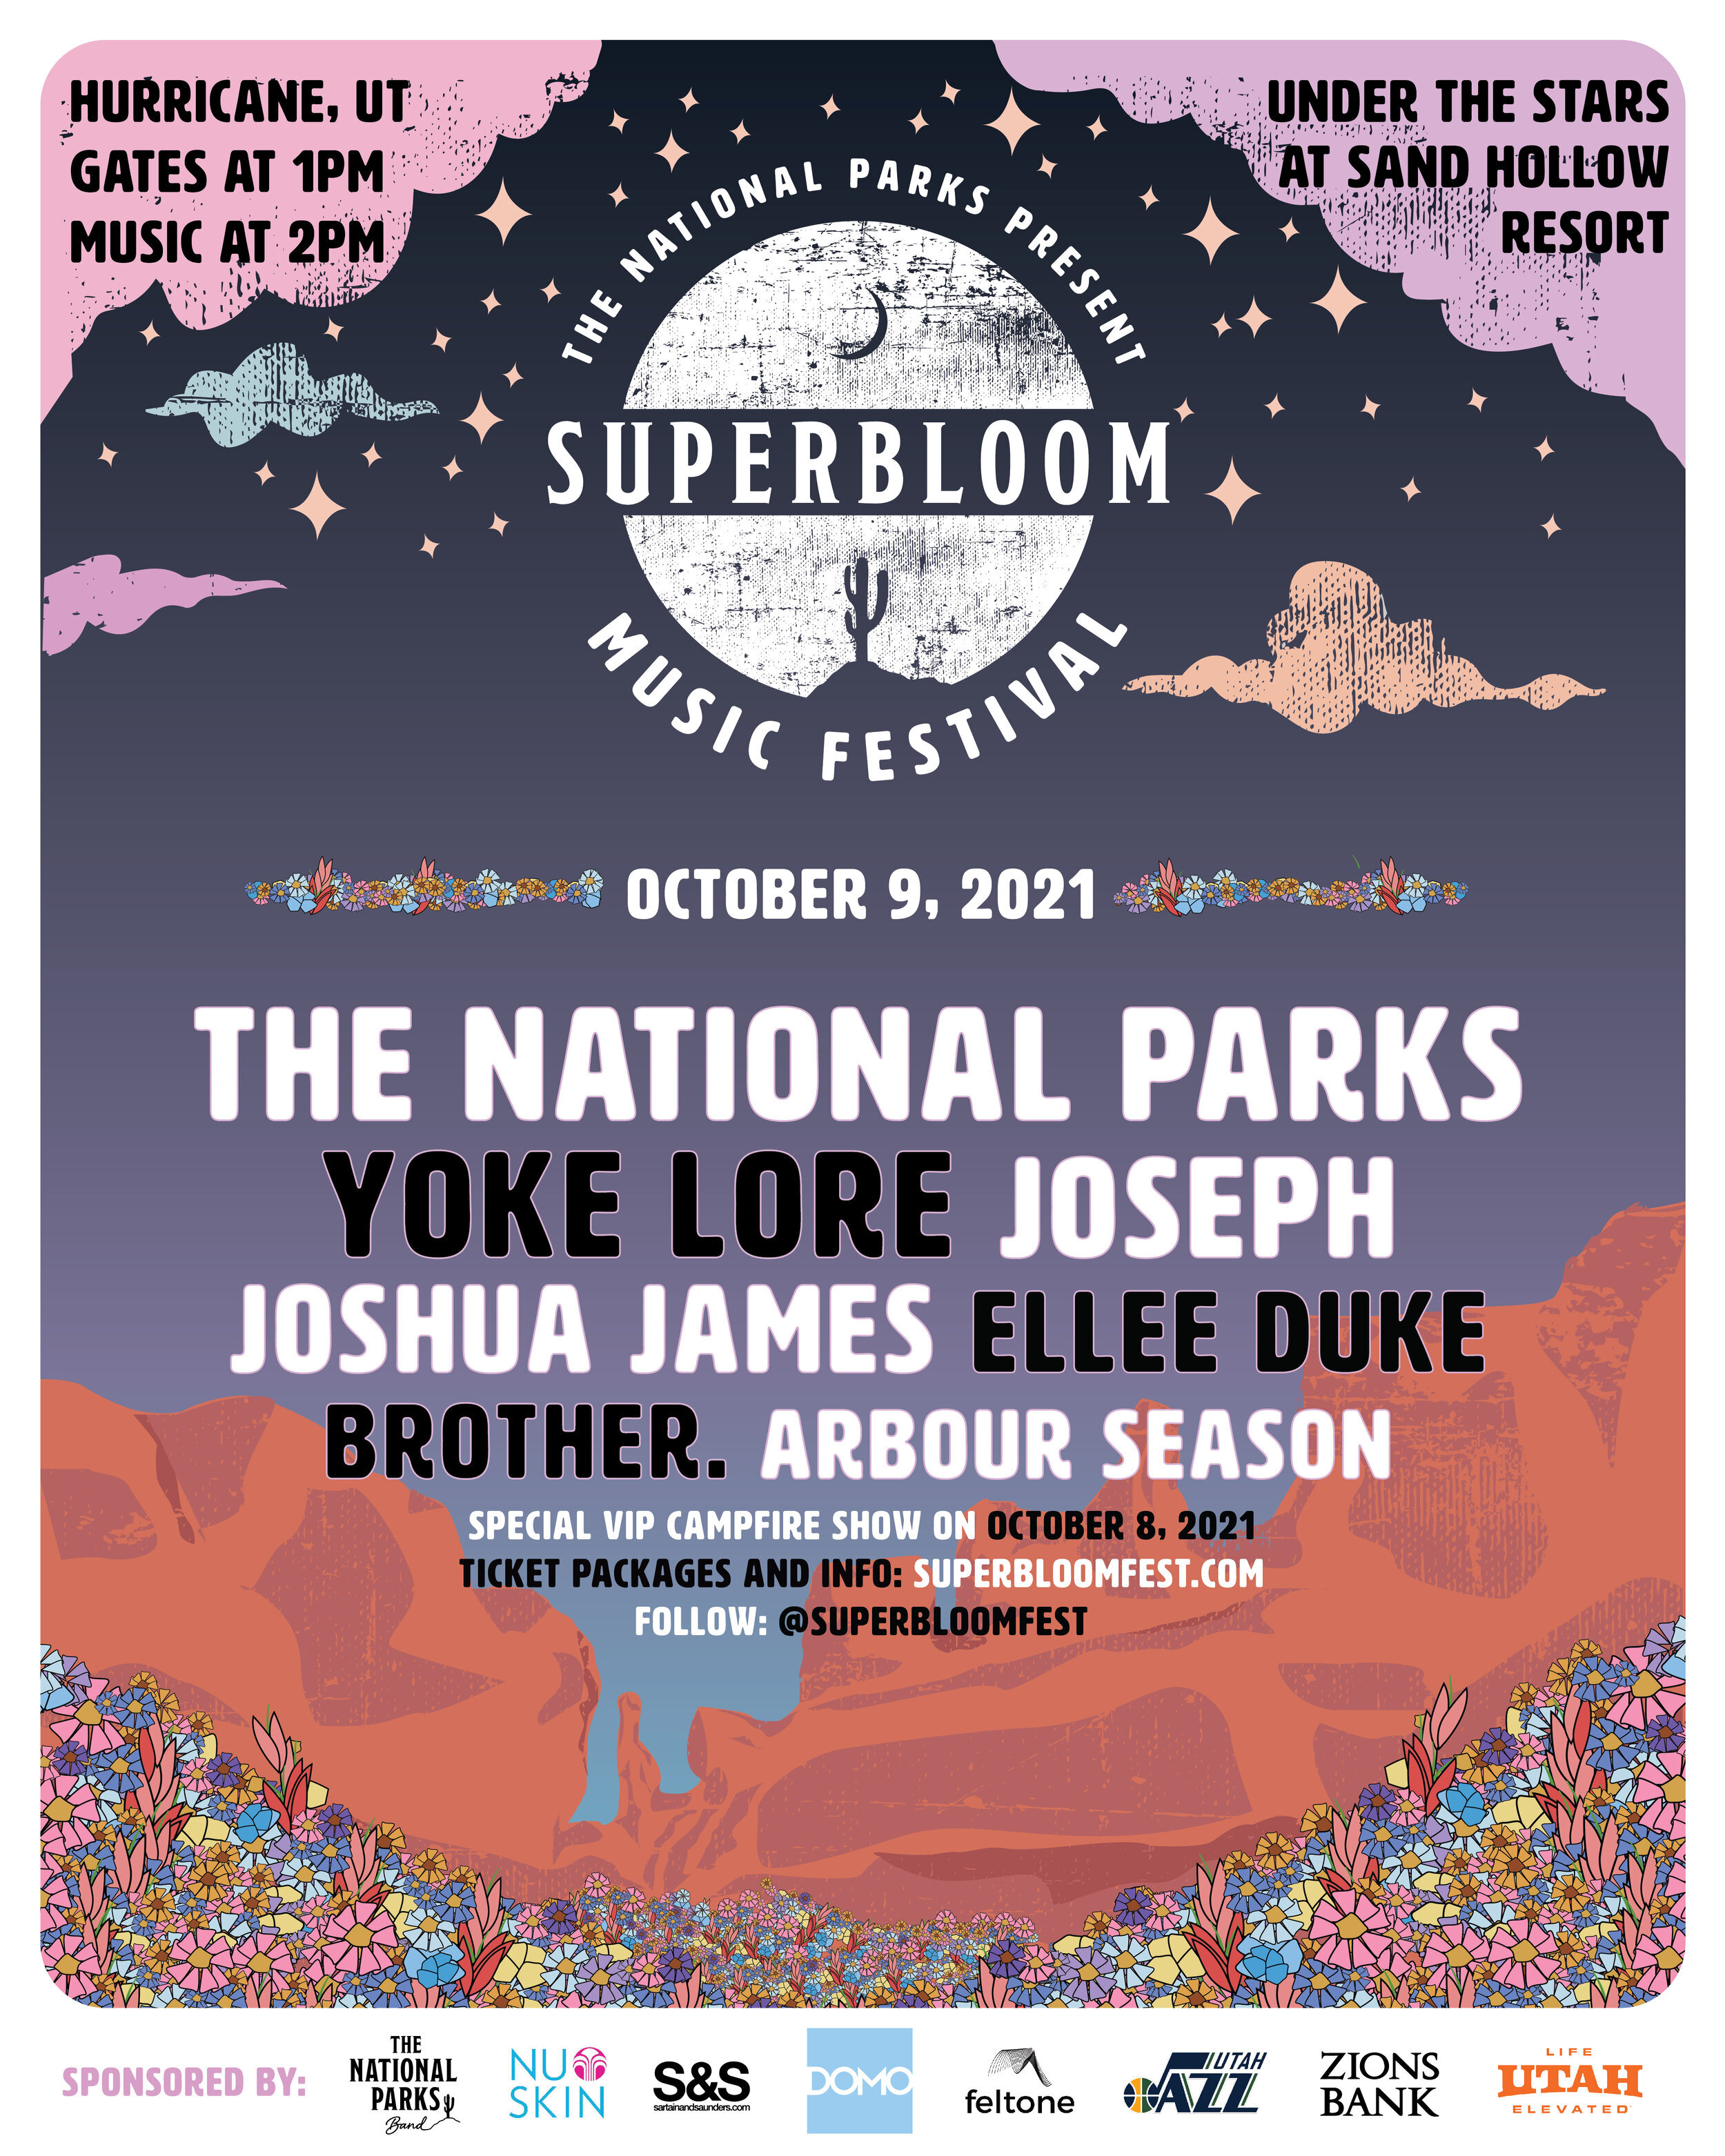 HURRICANE, UT
GATES AT 1PM
MUSIC AT 2PM
UNDER THE STARS
AT SAND HOLLOW
RESORT
THE NATIONAL PARKS PRESENT
SUPERBLOOM
MUSIC FESTIVAL
OCTOBER 9, 2021
THE NATIONAL PARKS
YOKE LORE JOSEPH
JOSHUA JAMES ELLEE DUKE
BROTHER. ARBOUR SEASON
SPECIAL VIP CAMPFIRE SHOW ON OCTOBER 8, 2021
TICKET PACKAGES AND INFO: SUPERBLOOMFEST.COM
FOLLOW: @SUPERBLOOMFEST
SPONSORED BY:
THE
NATIONAL
PARKS
Band
NU
SKIN
S&S
sartainandsaunders.com
DOMO
feltone
UTAH
JAZZ
ZIONS
BANK
LIFE
UTAH
ELEVATED